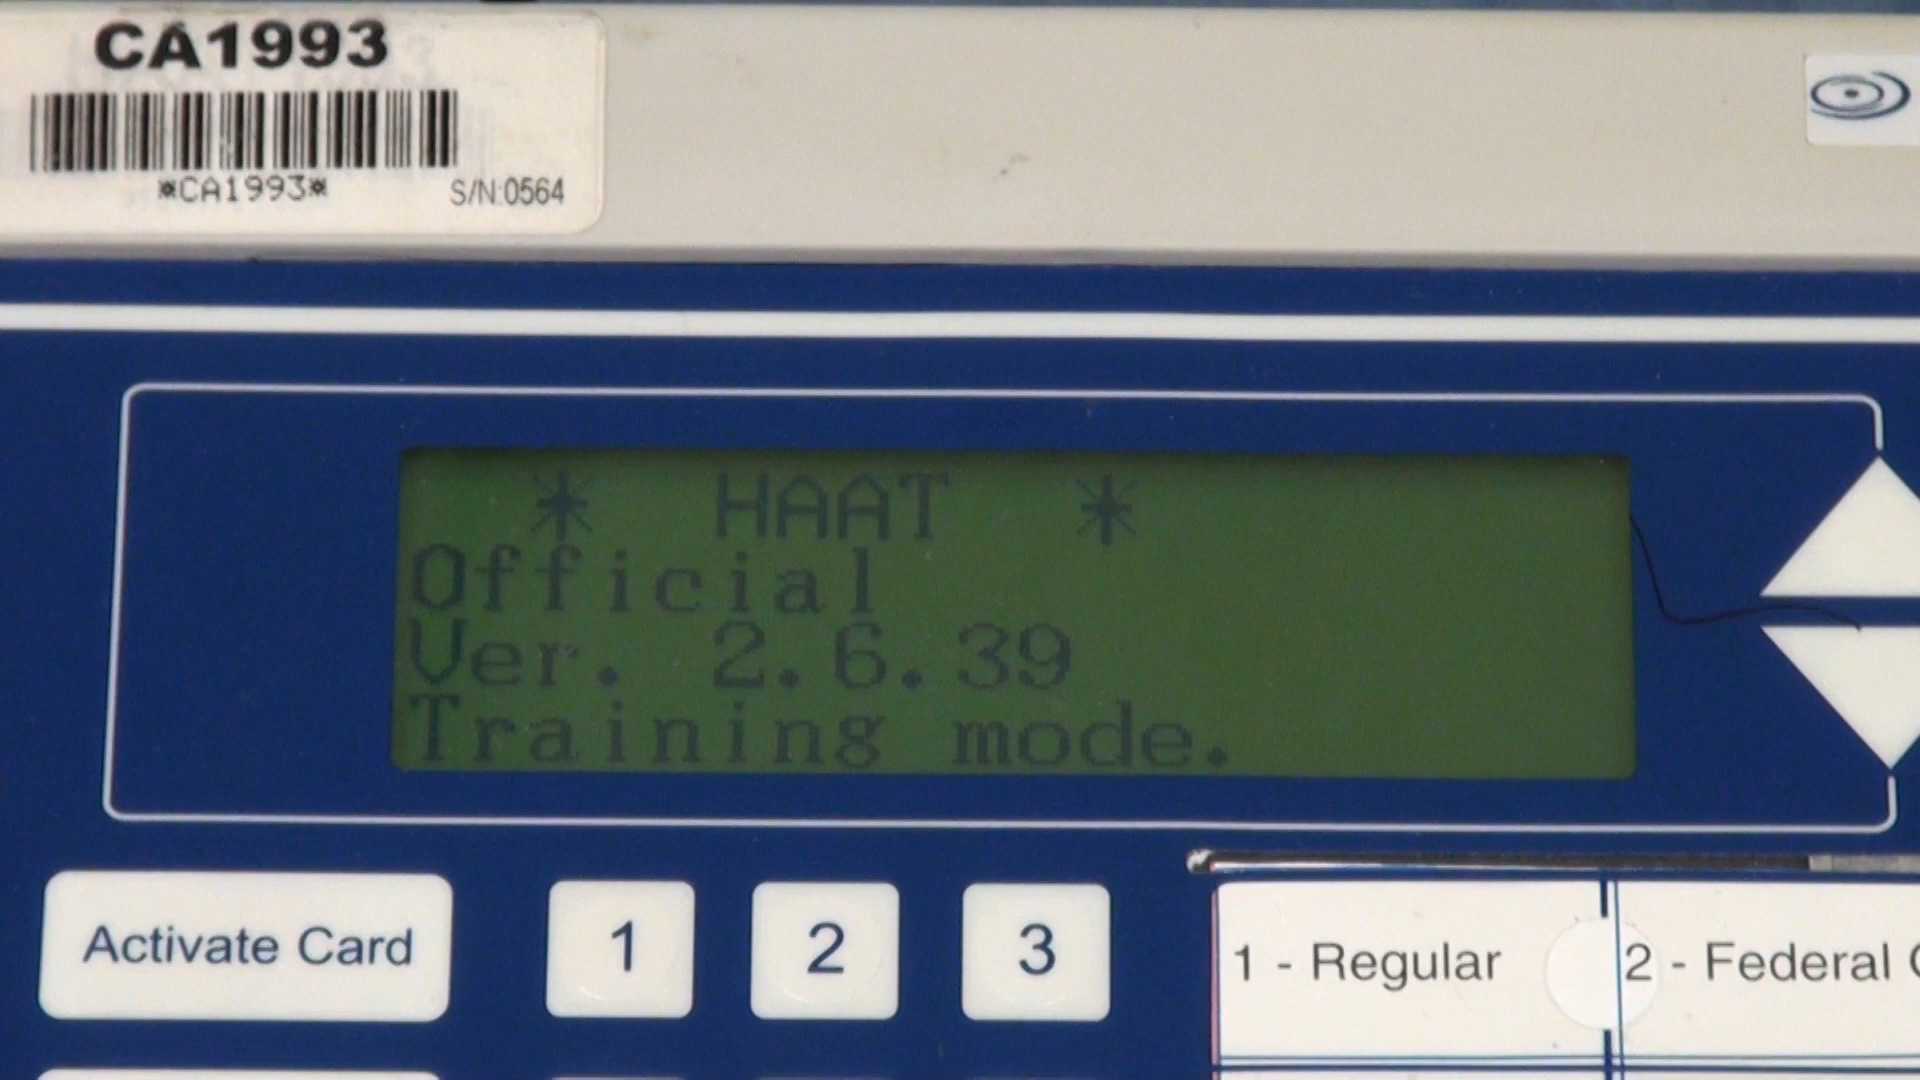 CA1993
*CA1993* S/N:0564
* HAAT *
Official
Ver. 2.6.39
Training mode.
Activate Card
1 2 3
1 - Regular
2 - Federal